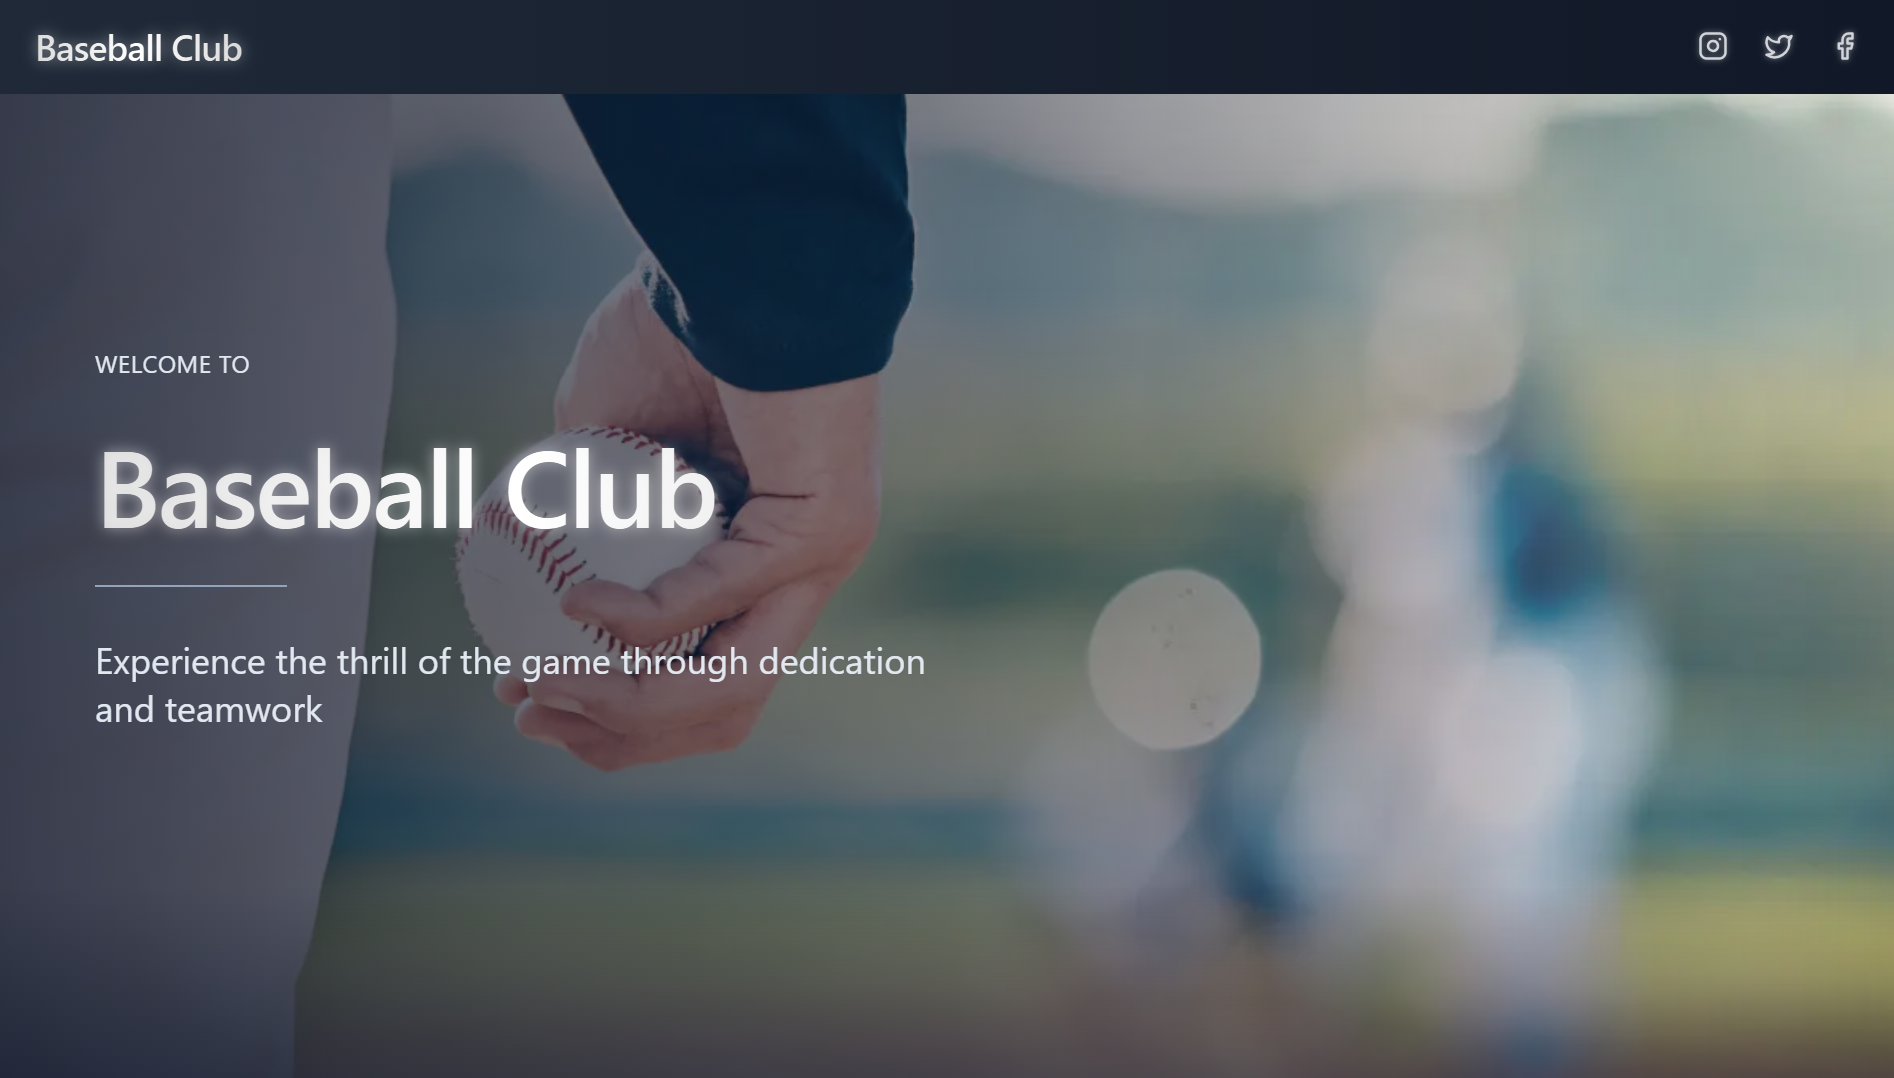 Baseball Club
WELCOME TO
Baseball Club
Experience the thrill of the game through dedication
and teamwork